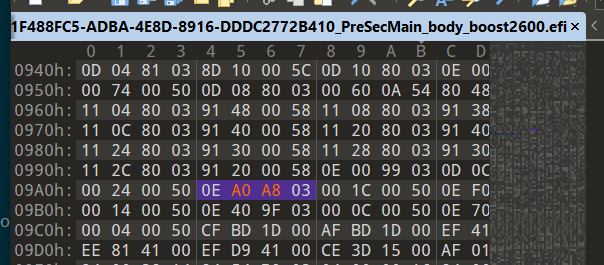 1F488FC5-ADBA-4E8D-8916-DDDC2772B410_PreSecMain_body_boost2600.efi ×
0 1 2 3 4 5 6 7 8 9 A B C D
0940h: 0D 04 81 03 8D 10 00 5C 0D 10 80 03 0E 00
0950h: 00 74 00 50 0D 08 80 03 00 60 0A 54 80 48
0960h: 11 04 80 03 91 48 00 58 11 08 80 03 91 38
0970h: 11 0C 80 03 91 44 00 58 11 20 80 03 91 40
0980h: 11 24 80 03 91 30 00 58 11 28 80 03 91 30
0990h: 11 2C 80 03 91 20 00 58 0E 00 99 03 0D 0C
09A0h: 00 24 00 50 0E A0 A8 03 00 1C 00 50 0E F0
09B0h: 00 14 00 50 0E 40 9F 03 00 0C 00 50 0E 70
09C0h: 00 04 00 50 CF BD 1D 00 AF BD 1D 00 EF 41
09D0h: EE 81 41 00 EF D9 41 00 CE 3D 15 00 AF 01